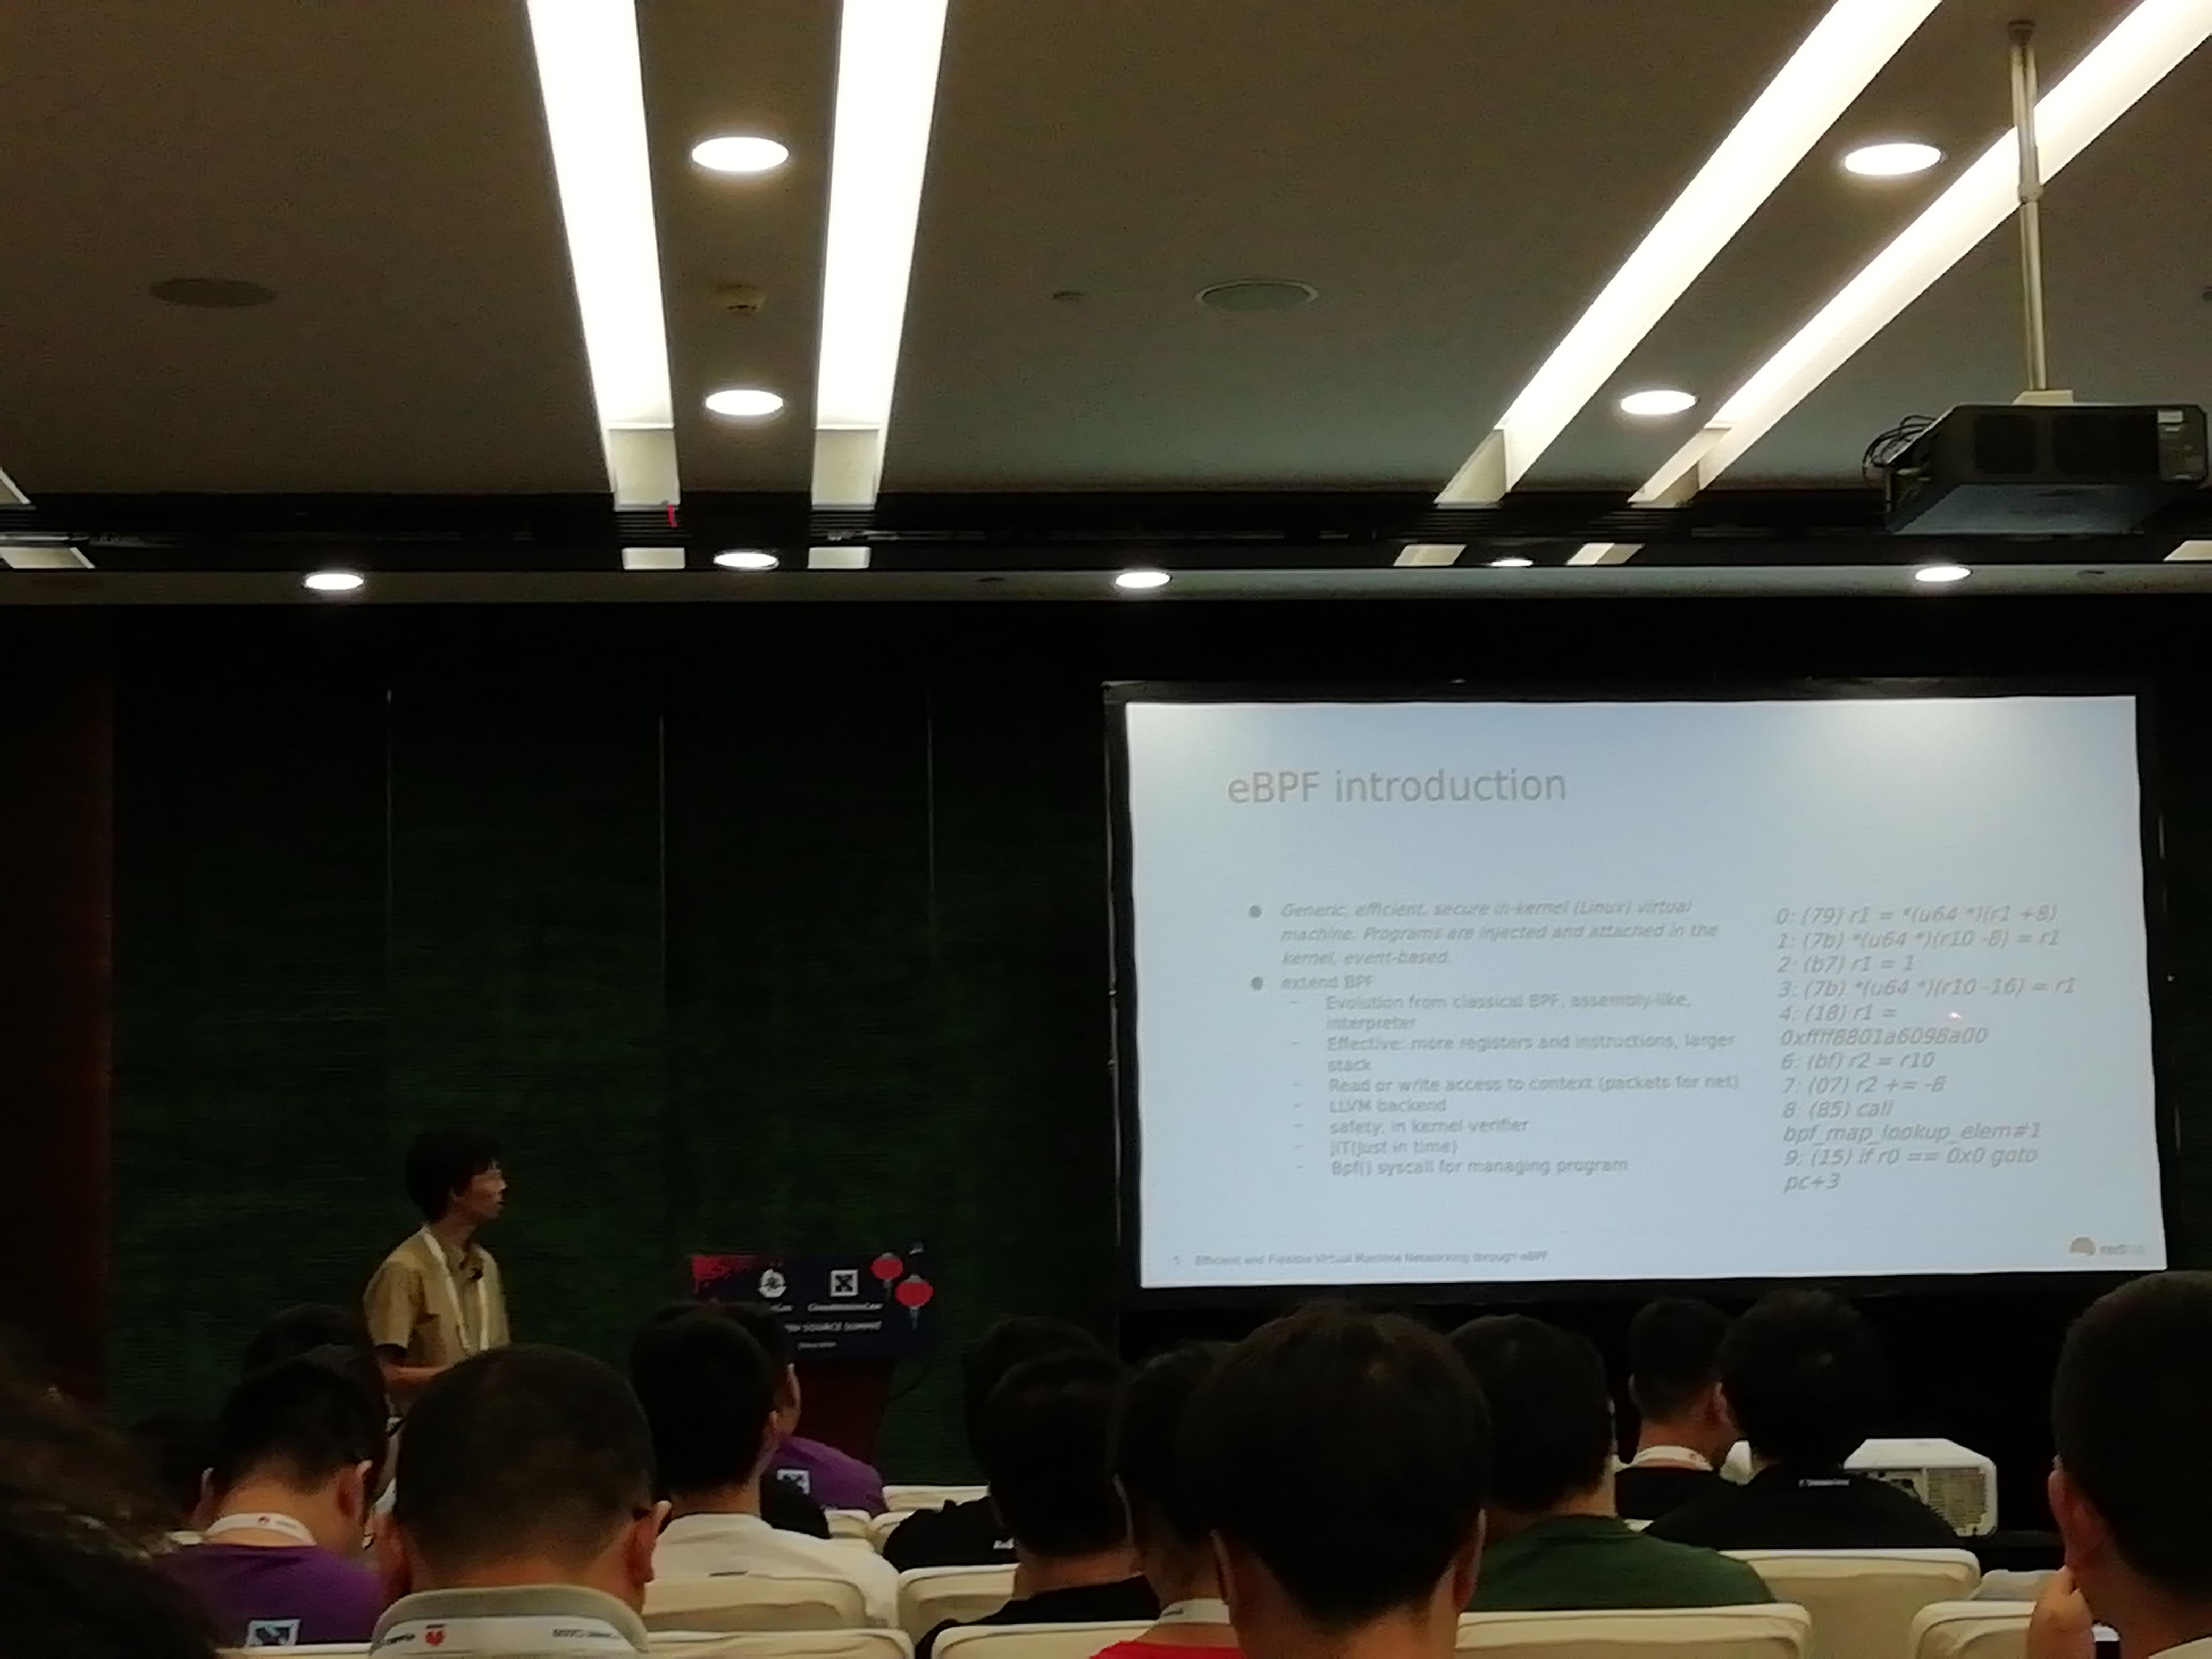 eBPF introduction
Generic, efficient, secure in-kernel (Linux) virtual
machine. Programs are injected and attached in the
kernel, event-based.
extend BPF
- Evolution from classical BPF, assembly-like,
interpreter
- Effective: more registers and instructions, larger
stack
- Read or write access to context (packets for net)
- LLVM backend
- safety: in kernel verifier
- JIT(Just in time)
- Bpf() syscall for managing program
0: (79) r1 = *(u64 *)(r1 +8)
1: (7b) *(u64 *)(r10 -8) = r1
2: (b7) r1 = 1
3: (7b) *(u64 *)(r10 -16) = r1
4: (18) r1 =
0xffff8801a6098a00
6: (bf) r2 = r10
7: (07) r2 += -8
8: (85) call
bpf_map_lookup_elem#1
9: (15) if r0 == 0x0 goto
pc+3
5 Efficient and Flexible Virtual Machine Networking through eBPF
CloudNativeCon
SOURCE SUMMIT